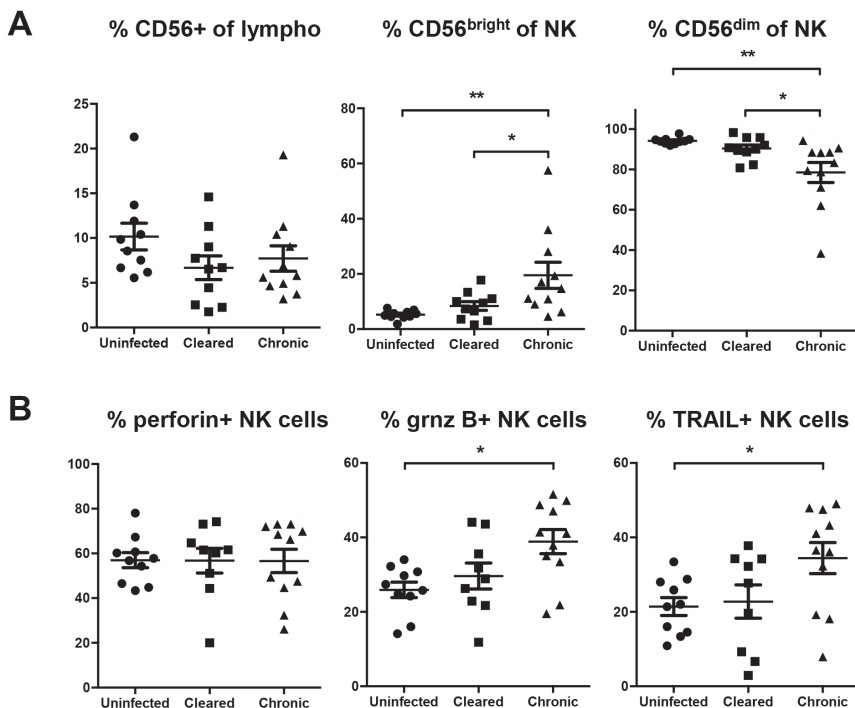 A
% CD56+ of lympho
% CD56bright of NK
% CD56dim of NK
25
20
15
10
5
0
Uninfected Cleared Chronic
**
*
80
60
40
20
0
Uninfected Cleared Chronic
**
*
100
80
60
40
20
0
Uninfected Cleared Chronic
B
% perforin+ NK cells
% grnz B+ NK cells
% TRAIL+ NK cells
100
80
60
40
20
0
Uninfected Cleared Chronic
*
60
40
20
0
Uninfected Cleared Chronic
*
60
40
20
0
Uninfected Cleared Chronic